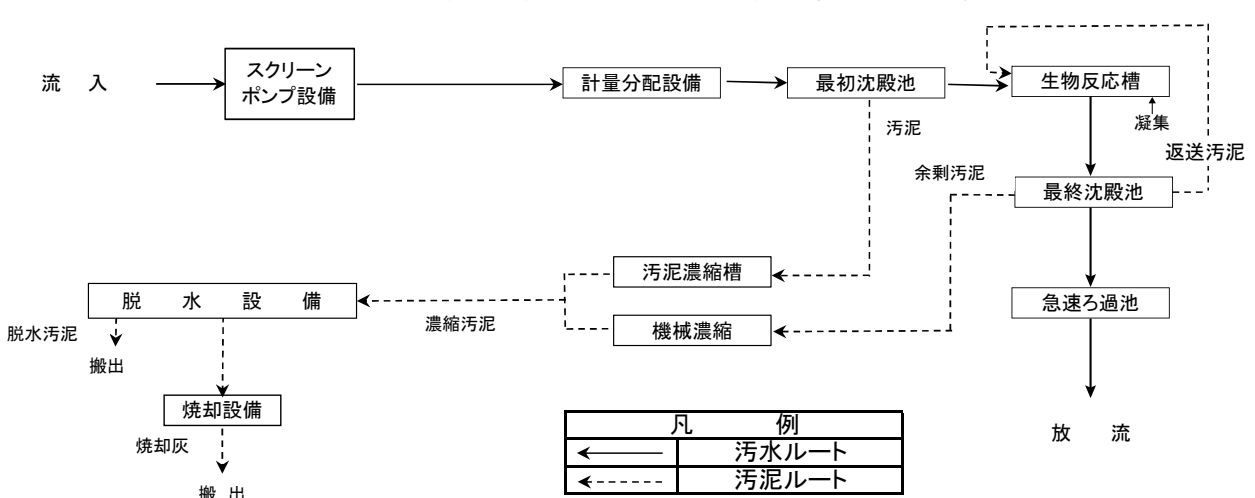 流　入
スクリーン
ポンプ設備
計量分配設備
最初沈殿池
生物反応槽
凝集
汚泥
返送汚泥
余剰汚泥
最終沈殿池
汚泥濃縮槽
脱　水　設　備
急速ろ過池
濃縮汚泥
機械濃縮
脱水汚泥
搬出
焼却設備
焼却灰
搬　出
凡　例
汚水ルート
汚泥ルート
放　流